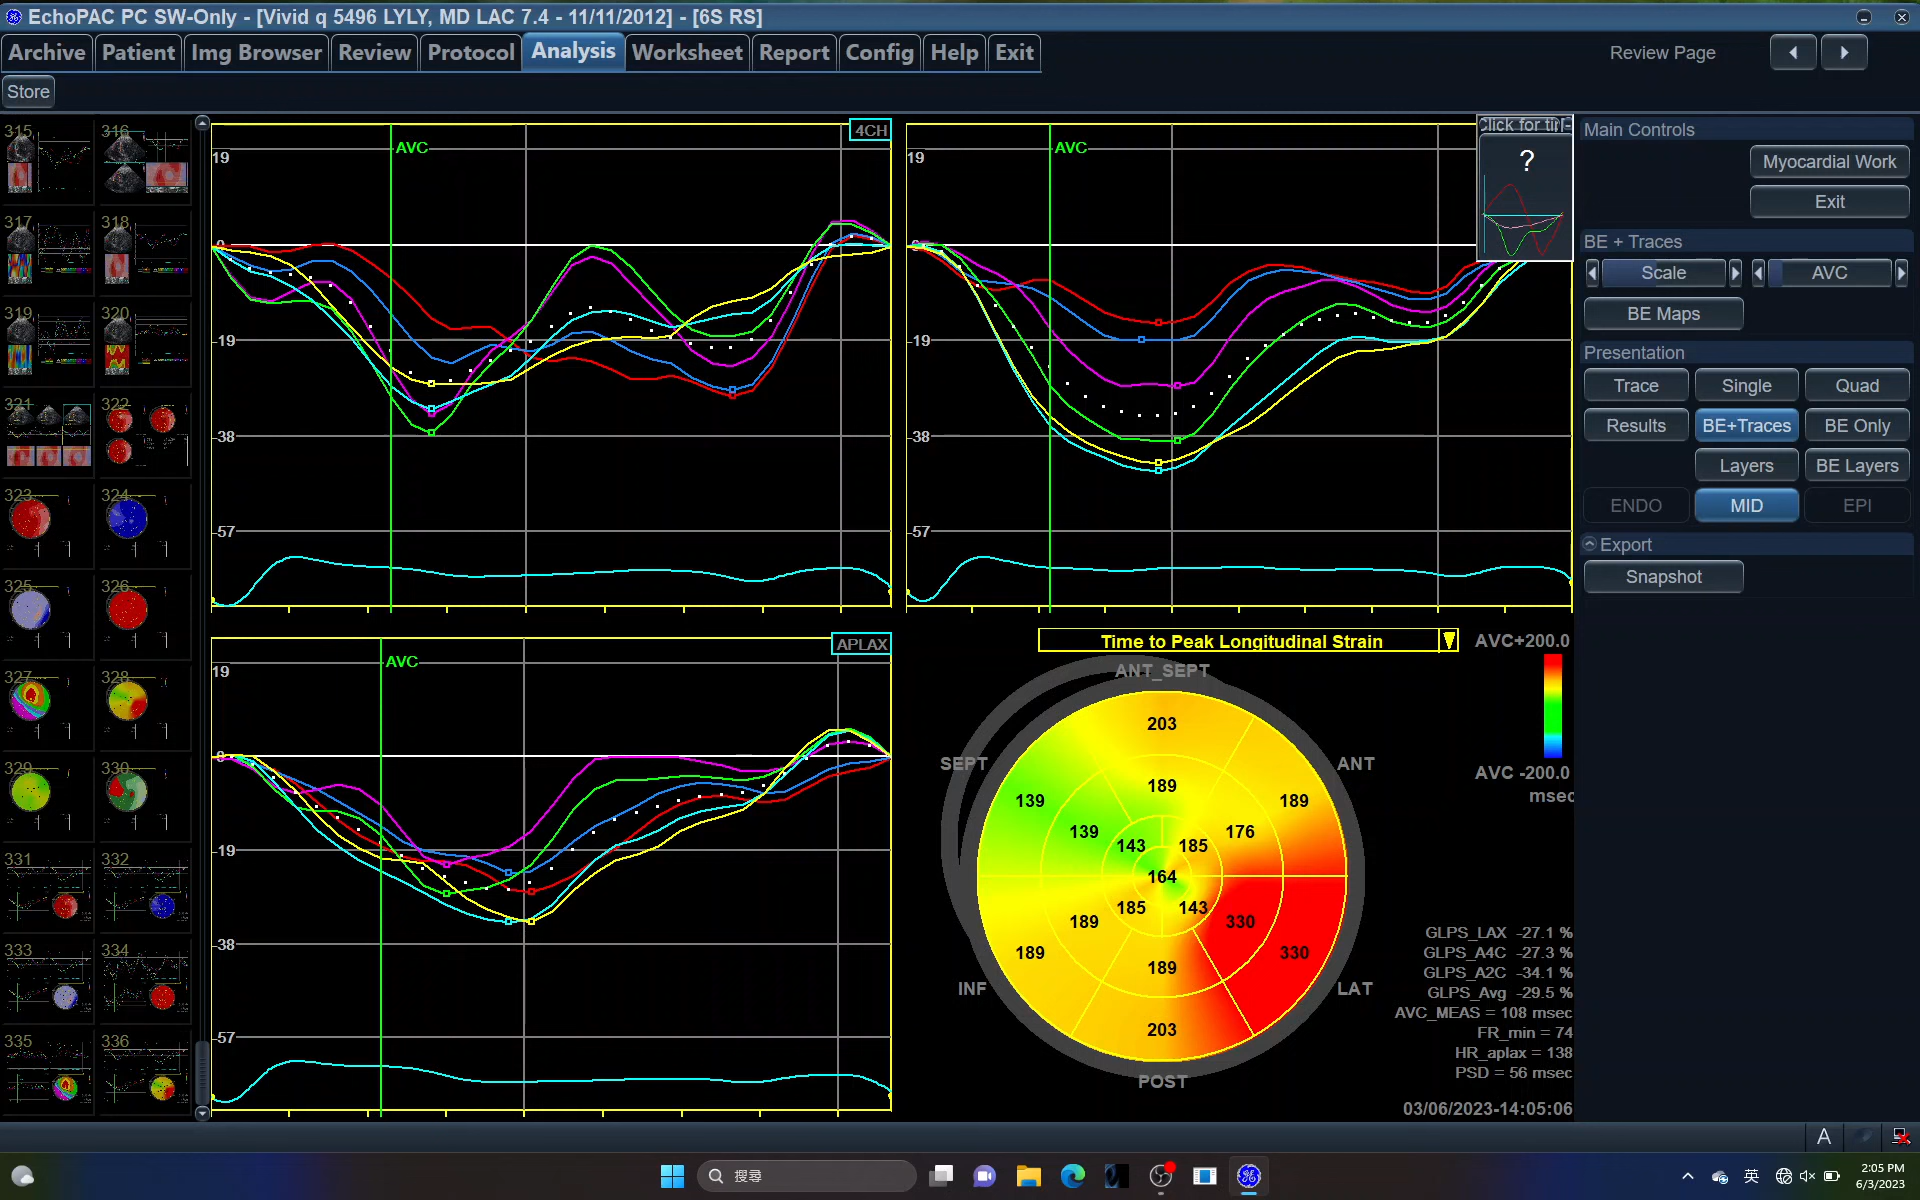 EchoPAC PC SW-Only - [Vivid q 5496 LYLY, MD LAC 7.4 - 11/11/2012] - [6S RS]
Archive Patient Img Browser Review Protocol Analysis Worksheet Report Config Help Exit
Review Page
Store
315 316
317 318
319 320
321 322
323 324
325 326
327 328
329 330
331 332
333 334
335 336
4CH
AVC
19
0
-19
-38
-57
AVC
19
-19
-38
-57
?
APLAX
AVC
19
0
-19
-38
-57
Time to Peak Longitudinal Strain
AVC+200.0
AVC -200.0
msec
ANT_SEPT
SEPT
ANT
INF
LAT
POST
203
189
139
189
139
176
143
185
164
185
143
189
330
189
330
189
203
GLPS_LAX -27.1 %
GLPS_A4C -27.3 %
GLPS_A2C -34.1 %
GLPS_Avg -29.5 %
AVC_MEAS = 108 msec
FR_min = 74
HR_aplax = 138
PSD = 56 msec
03/06/2023-14:05:06
Main Controls
Myocardial Work
Exit
BE + Traces
Scale AVC
BE Maps
Presentation
Trace Single Quad
Results BE+Traces BE Only
Layers BE Layers
ENDO MID EPI
Export
Snapshot
A
搜尋
英
2:05 PM
6/3/2023